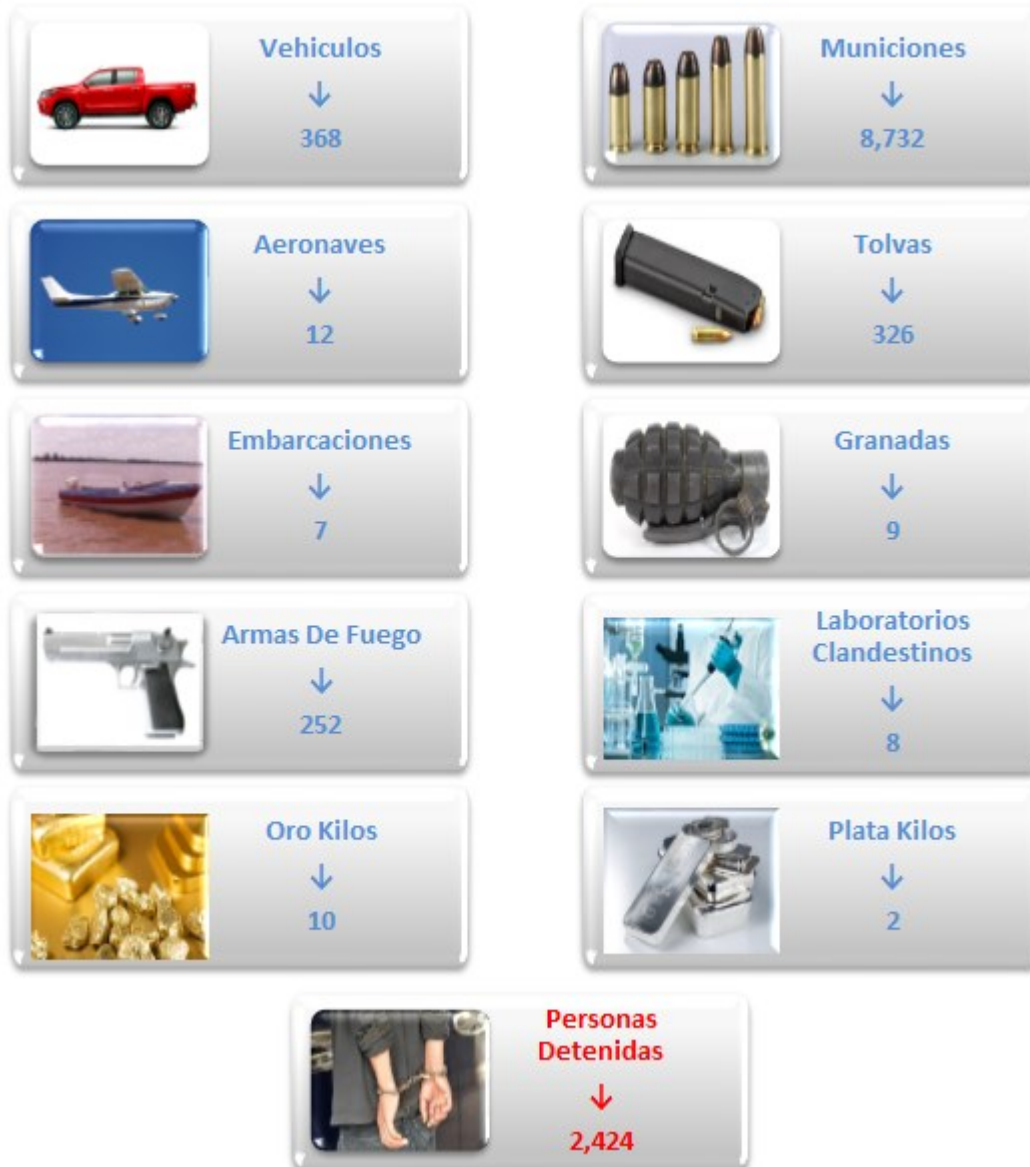 Vehiculos
↓
368
Municiones
↓
8,732
Aeronaves
↓
12
Tolvas
↓
326
Embarcaciones
↓
7
Granadas
↓
9
Armas De Fuego
↓
252
Laboratorios
Clandestinos
↓
8
Oro Kilos
↓
10
Plata Kilos
↓
2
Personas
Detenidas
↓
2,424